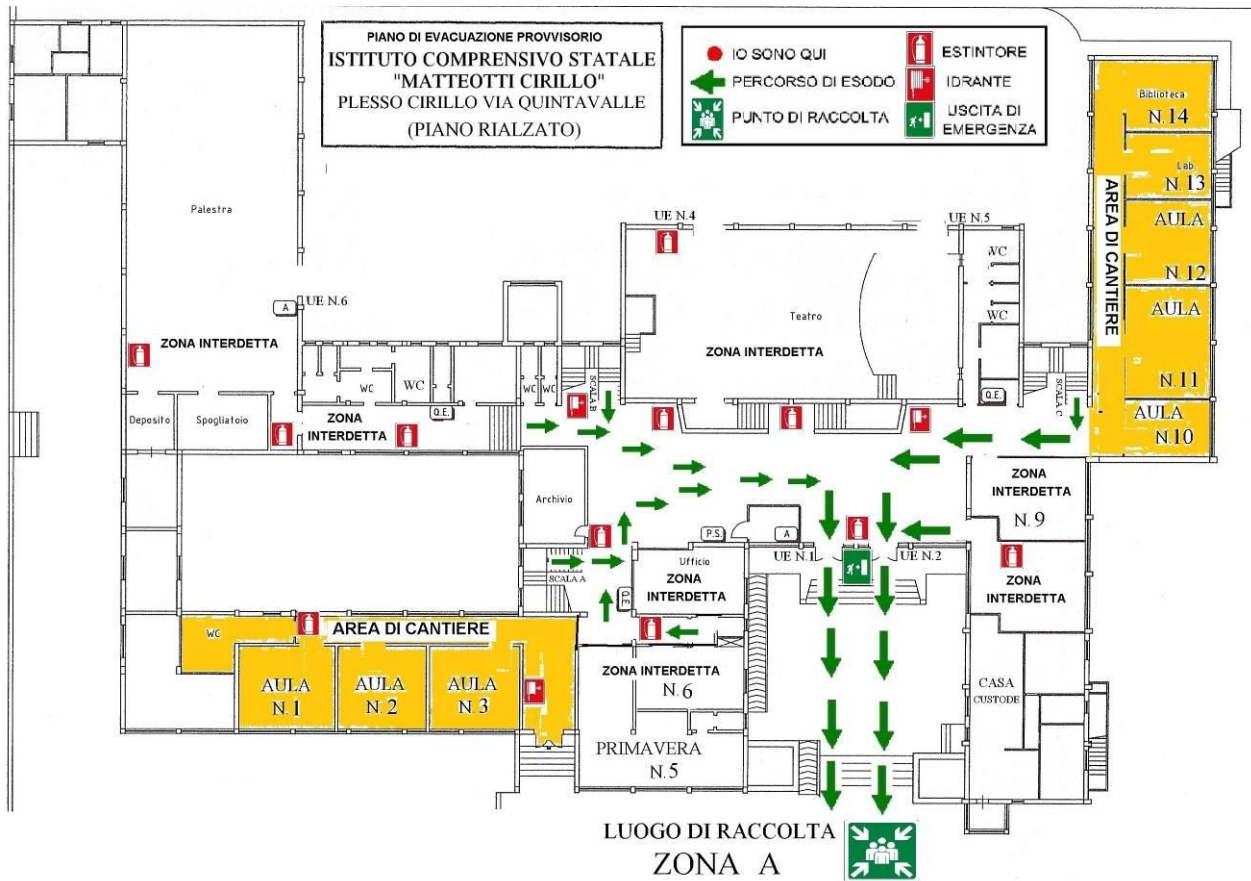 PIANO DI EVACUAZIONE PROVVISORIO
ISTITUTO COMPRENSIVO STATALE
"MATTEOTTI CIRILLO"
PLESSO CIRILLO VIA QUINTAVALLE
(PIANO RIALZATO)
IO SONO QUI
PERCORSO DI ESODO
PUNTO DI RACCOLTA
ESTINTORE
IDRANTE
USCITA DI
EMERGENZA
Biblioteca
N.14
Lab.
N.13
AULA
N.12
AULA
N.11
AULA
N.10
AREA DI CANTIERE
Palestra
UE N.4
UE N.5
WC
WC
Teatro
ZONA INTERDETTA
A
UE N.6
ZONA INTERDETTA
WC
WC
WC
WC
SCALA B
SCALA C
Q.E.
Q.E.
Deposito
Spogliatoio
ZONA
INTERDETTA
Archivio
ZONA
INTERDETTA
N.9
P.S.
A
UE N.1
UE N.2
SCALA A
Q.E.
Ufficio
ZONA
INTERDETTA
ZONA
INTERDETTA
WC
AREA DI CANTIERE
AULA
N.1
AULA
N.2
AULA
N.3
ZONA INTERDETTA
N.6
PRIMAVERA
N.5
CASA
CUSTODE
LUOGO DI RACCOLTA
ZONA A